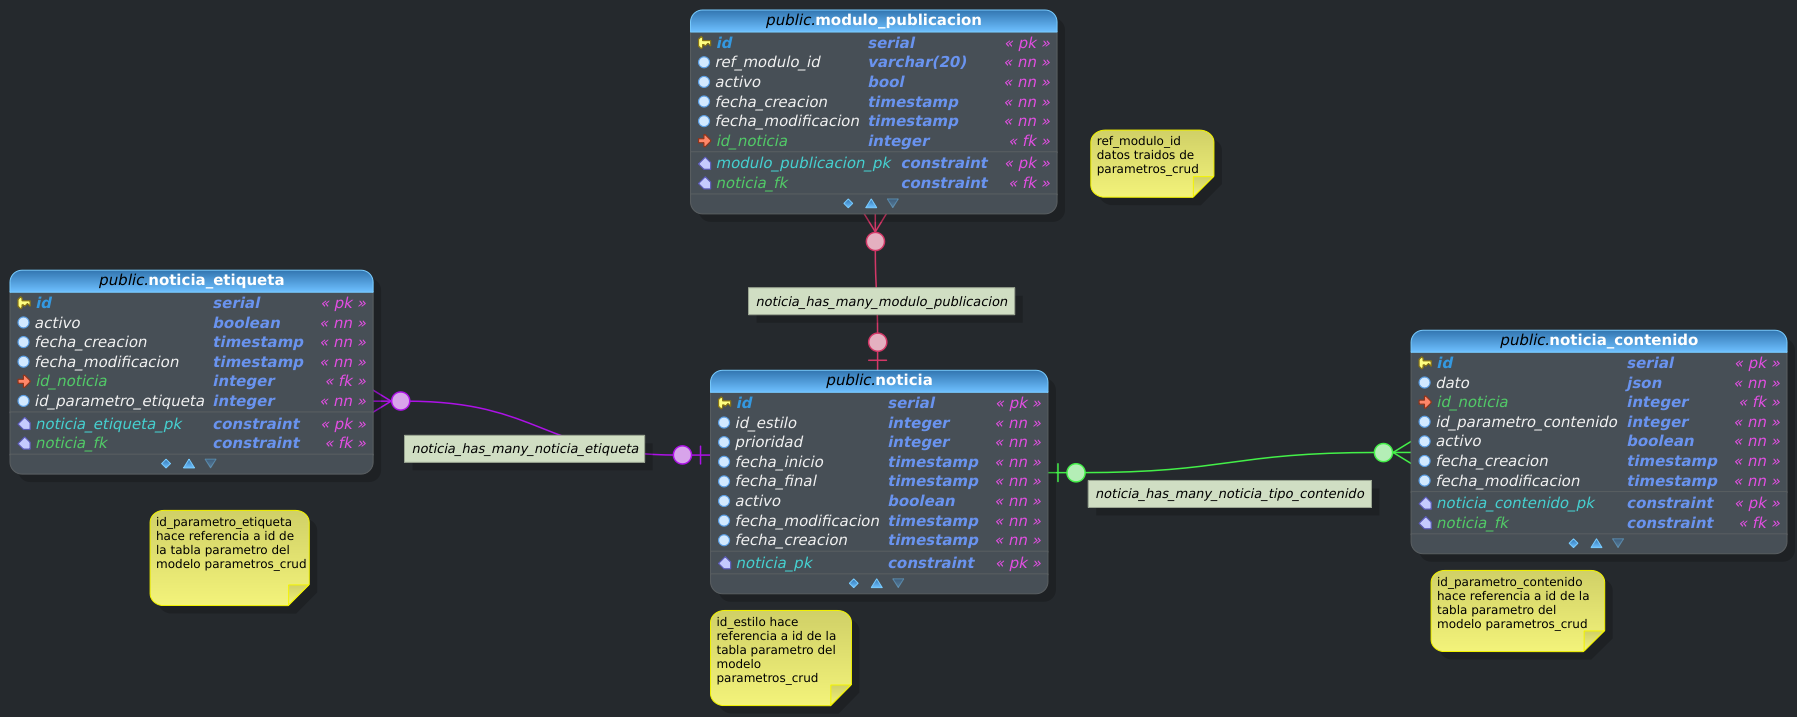 public.modulo_publicacion
id serial « pk »
ref_modulo_id varchar(20) « nn »
activo bool « nn »
fecha_creacion timestamp « nn »
fecha_modificacion timestamp « nn »
id_noticia integer « fk »
modulo_publicacion_pk constraint « pk »
noticia_fk constraint « fk »
ref_modulo_id
datos traidos de
parametros_crud
noticia_has_many_modulo_publicacion
public.noticia_etiqueta
id serial « pk »
activo boolean « nn »
fecha_creacion timestamp « nn »
fecha_modificacion timestamp « nn »
id_noticia integer « fk »
id_parametro_etiqueta integer « nn »
noticia_etiqueta_pk constraint « pk »
noticia_fk constraint « fk »
noticia_has_many_noticia_etiqueta
id_parametro_etiqueta
hace referencia a id de
la tabla parametro del
modelo parametros_crud
public.noticia
id serial « pk »
id_estilo integer « nn »
prioridad integer « nn »
fecha_inicio timestamp « nn »
fecha_final timestamp « nn »
activo boolean « nn »
fecha_modificacion timestamp « nn »
fecha_creacion timestamp « nn »
noticia_pk constraint « pk »
id_estilo hace
referencia a id de la
tabla parametro del
modelo
parametros_crud
noticia_has_many_noticia_tipo_contenido
public.noticia_contenido
id serial « pk »
dato json « nn »
id_noticia integer « fk »
id_parametro_contenido integer « nn »
activo boolean « nn »
fecha_creacion timestamp « nn »
fecha_modificacion timestamp « nn »
noticia_contenido_pk constraint « pk »
noticia_fk constraint « fk »
id_parametro_contenido
hace referencia a id de la
tabla parametro del
modelo parametros_crud